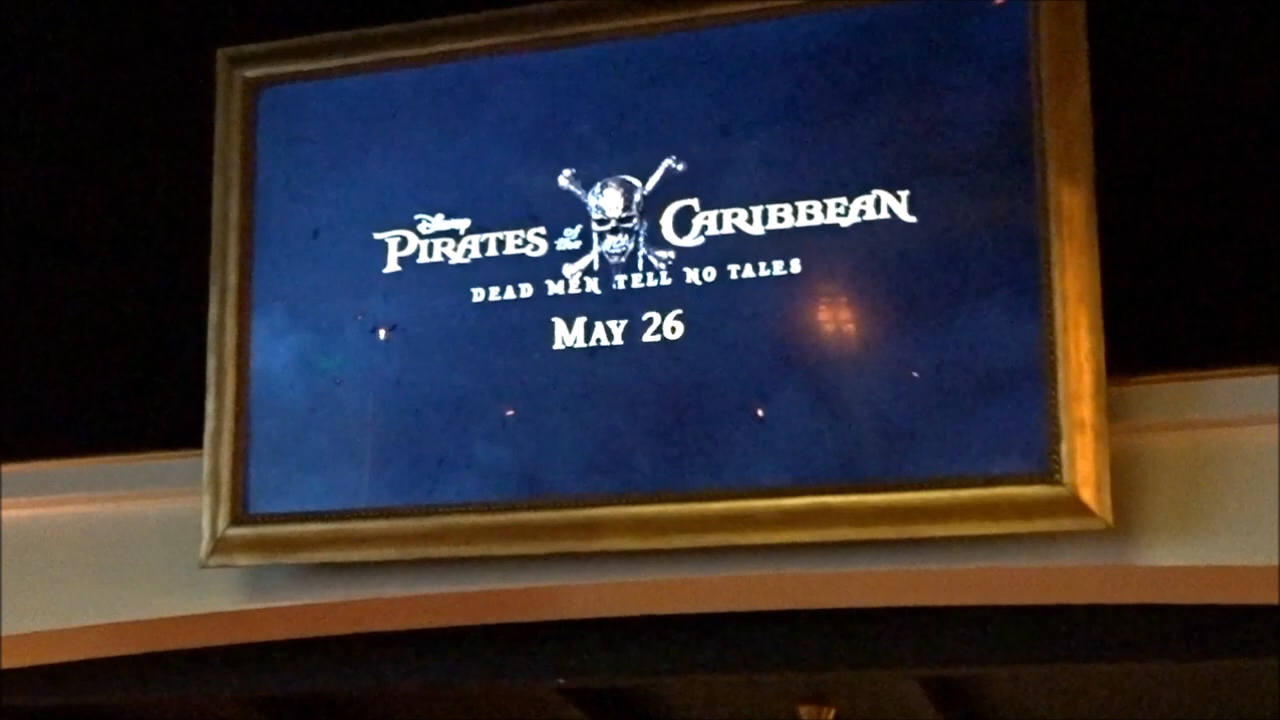 Disney
PIRATES of the CARIBBEAN
DEAD MEN TELL NO TALES
MAY 26